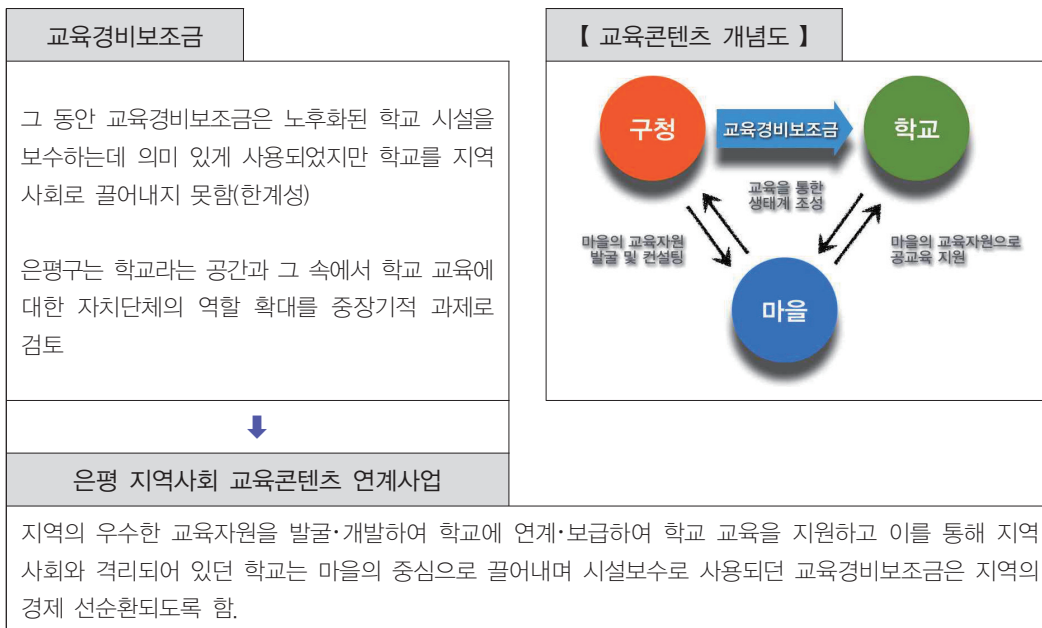 교육경비보조금
그 동안 교육경비보조금은 노후화된 학교 시설을
보수하는데 의미 있게 사용되었지만 학교를 지역
사회로 끌어내지 못함(한계성)
은평구는 학교라는 공간과 그 속에서 학교 교육에
대한 자치단체의 역할 확대를 중장기적 과제로
검토
【 교육콘텐츠 개념도 】
구청
교육경비보조금
학교
교육을 통한
생태계 조성
마을의 교육자원
발굴 및 컨설팅
마을의 교육자원으로
공교육 지원
마을
은평 지역사회 교육콘텐츠 연계사업
지역의 우수한 교육자원을 발굴·개발하여 학교에 연계·보급하여 학교 교육을 지원하고 이를 통해 지역
사회와 격리되어 있던 학교는 마을의 중심으로 끌어내며 시설보수로 사용되던 교육경비보조금은 지역의
경제 선순환되도록 함.